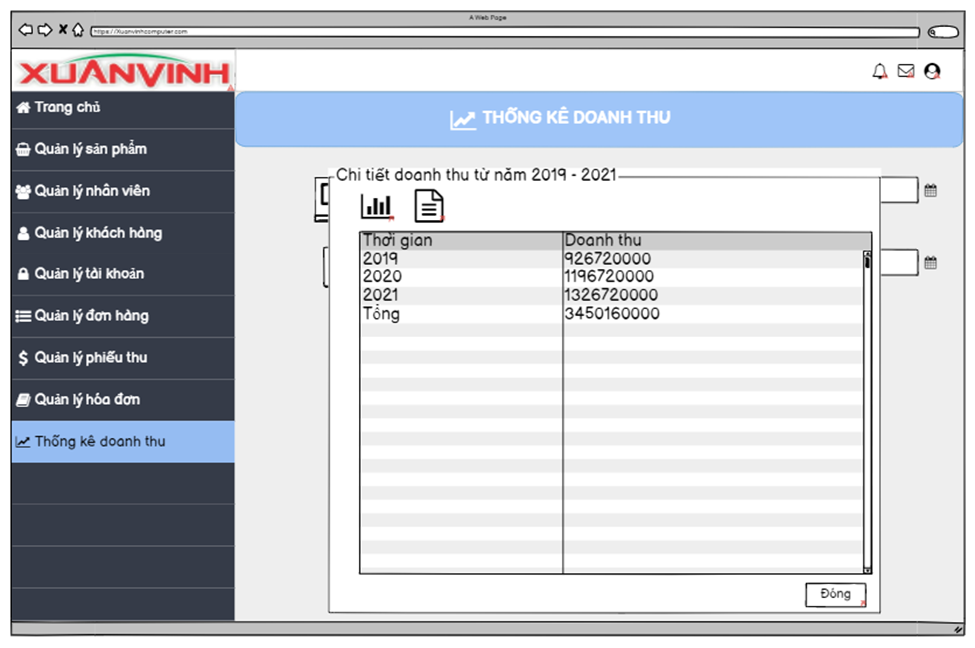 A Web Page
https://Xuanvinhcomputer.com
XUANVINH
Trang chủ
Quản lý sản phẩm
Quản lý nhân viên
Quản lý khách hàng
Quản lý tài khoản
Quản lý đơn hàng
Quản lý phiếu thu
Quản lý hóa đơn
Thống kê doanh thu
THỐNG KÊ DOANH THU
Chi tiết doanh thu từ năm 2019 - 2021
Thời gian Doanh thu
2019 926720000
2020 1196720000
2021 1326720000
Tổng 3450160000
Đóng